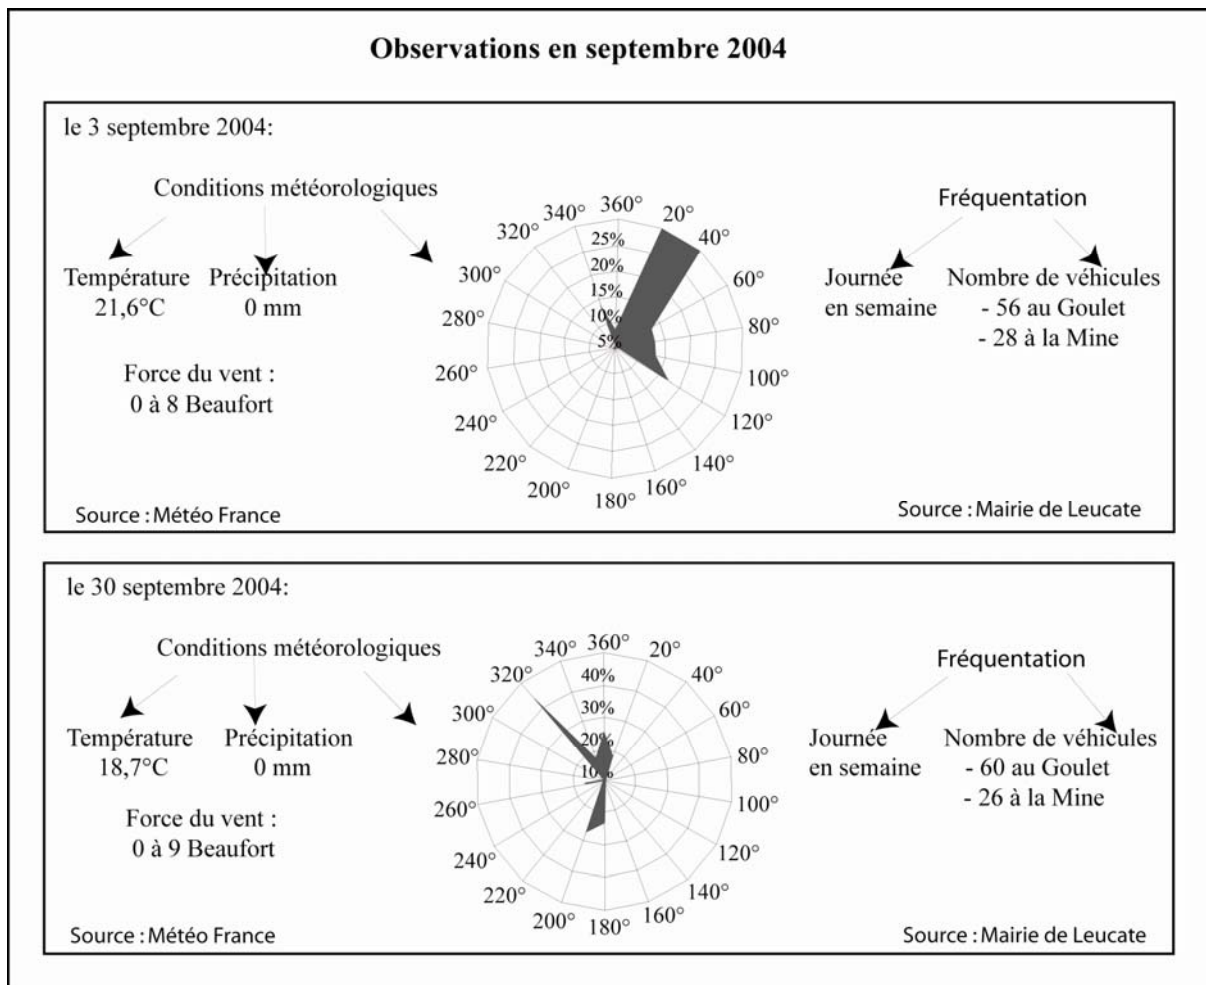 Observations en septembre 2004
le 3 septembre 2004:
Conditions météorologiques
Fréquentation
Température
21,6°C
Précipitation
0 mm
Force du vent :
0 à 8 Beaufort
360°
20°
40°
60°
80°
100°
120°
140°
160°
180°
200°
220°
240°
260°
280°
300°
320°
340°
25%
20%
15%
10%
5%
Journée
en semaine
Nombre de véhicules
- 56 au Goulet
- 28 à la Mine
Source : Météo France
Source : Mairie de Leucate
le 30 septembre 2004:
Conditions météorologiques
Fréquentation
Température
18,7°C
Précipitation
0 mm
Force du vent :
0 à 9 Beaufort
360°
20°
40°
60°
80°
100°
120°
140°
160°
180°
200°
220°
240°
260°
280°
300°
320°
340°
40%
30%
20%
10%
Journée
en semaine
Nombre de véhicules
- 60 au Goulet
- 26 à la Mine
Source : Météo France
Source : Mairie de Leucate